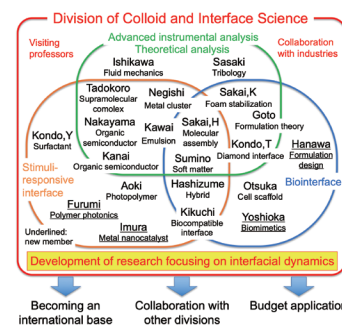 Division of Colloid and Interface Science
Visiting
professors
Advanced instrumental analysis
Theoretical analysis
Collaboration
with industries
Ishikawa
Fluid mechanics
Sasaki
Tribology
Tadokoro
Supramolecular
complex
Negishi
Metal cluster
Sakai,K
Foam stabilization
Nakayama
Organic
semiconductor
Kawai
Emulsion
Sakai,H
Molecular
assembly
Goto
Formulation theory
Kondo,Y
Surfactant
Kondo,T
Diamond interface
Hanawa
Formulation
design
Kanai
Organic semiconductor
Sumino
Soft matter
Stimuli-
responsive
interface
Biointerface
Aoki
Photopolymer
Hashizume
Hybrid
Otsuka
Cell scaffold
Furumi
Polymer photonics
Kikuchi
Biocompatible
interface
Imura
Metal nanocatalyst
Yoshioka
Biomimetics
Underlined:
new member
Development of research focusing on interfacial dynamics
Becoming an
international base
Collaboration with
other divisions
Budget application